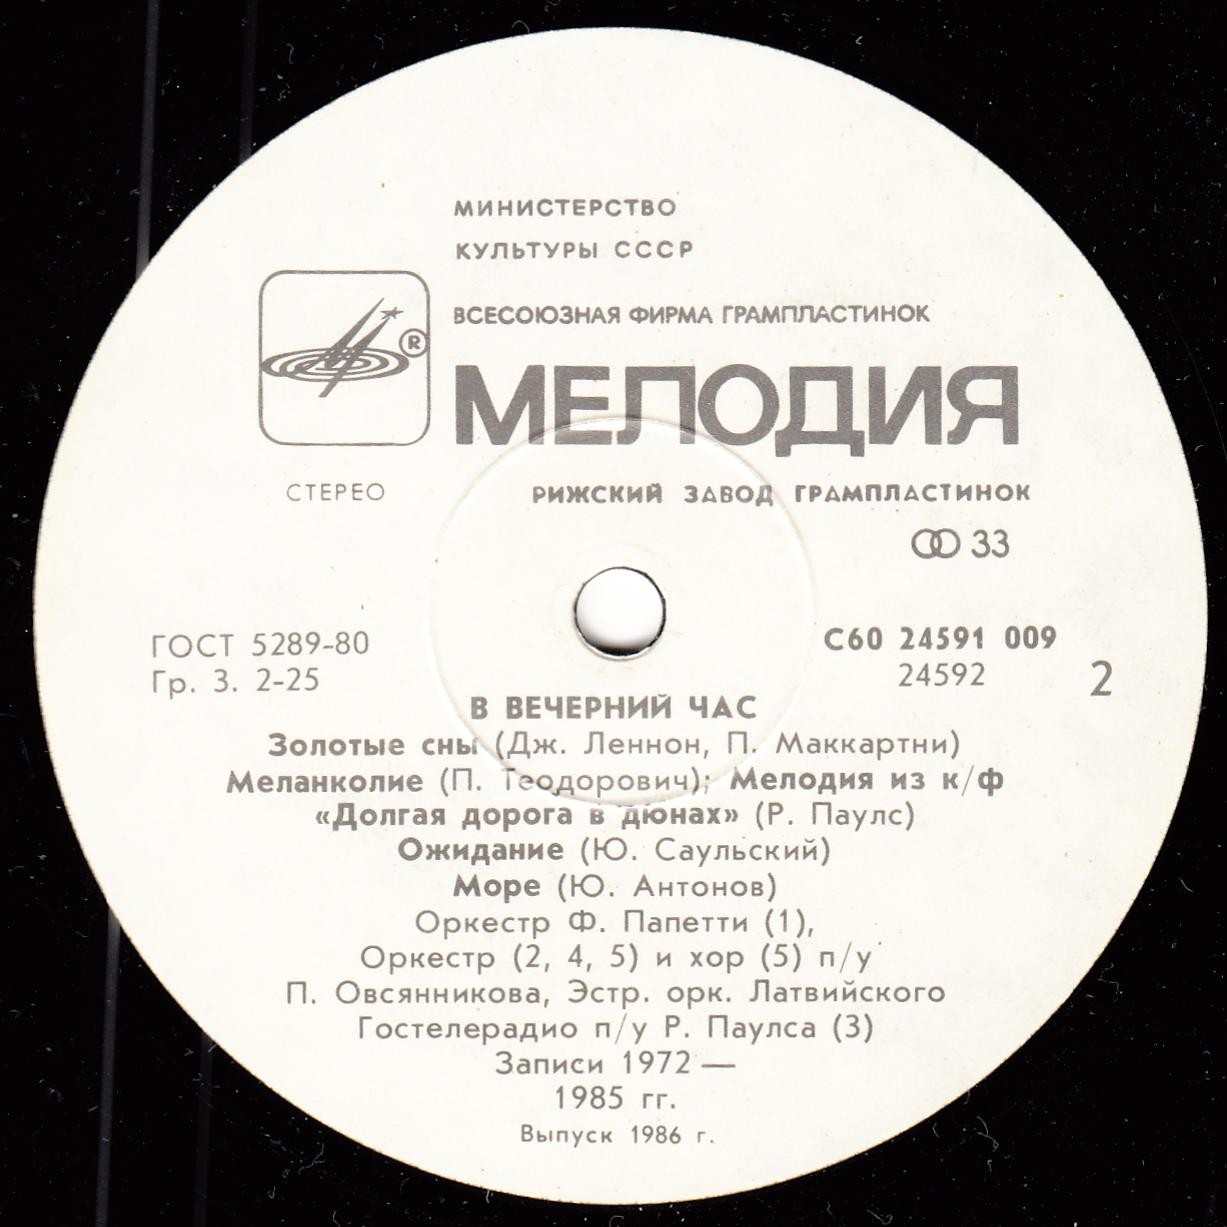 МИНИСТЕРСТВО
КУЛЬТУРЫ СССР
ВСЕСОЮЗНАЯ ФИРМА ГРАМПЛАСТИНОК
®
МЕЛОДИЯ
СТЕРЕО
РИЖСКИЙ ЗАВОД ГРАМПЛАСТИНОК
33
ГОСТ 5289-80
Гр. 3. 2-25
С60 24591 009
24592
2
В ВЕЧЕРНИЙ ЧАС
Золотые сны (Дж. Леннон, П. Маккартни)
Меланколие (П. Теодорович); Мелодия из к/ф
«Долгая дорога в дюнах» (Р. Паулс)
Ожидание (Ю. Саульский)
Море (Ю. Антонов)
Оркестр Ф. Папетти (1),
Оркестр (2, 4, 5) и хор (5) п/у
П. Овсянникова, Эстр. орк. Латвийского
Гостелерадио п/у Р. Паулса (3)
Записи 1972 —
1985 гг.
Выпуск 1986 г.